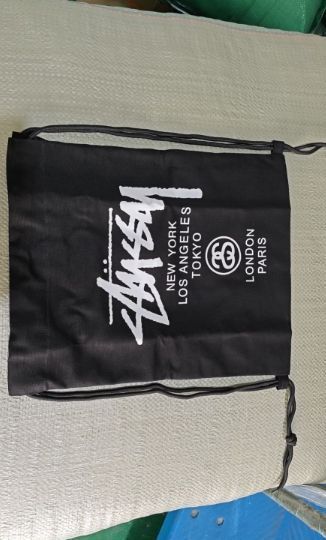 Stüssy
NEW YORK
LOS ANGELES
TOKYO
LONDON
PARIS